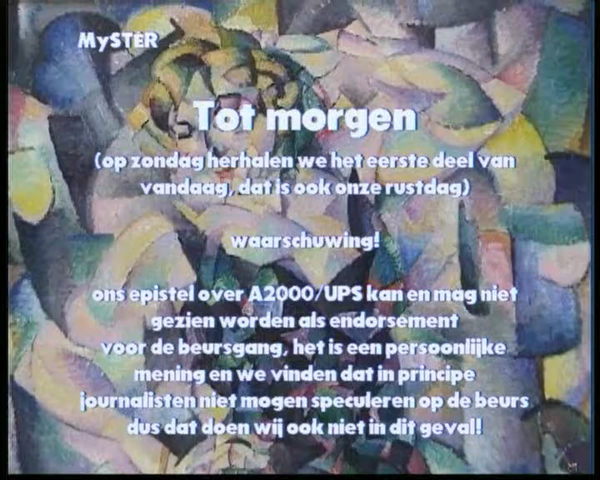 MySTER
Tot morgen
(op zondag herhalen we het eerste deel van
vandaag, dat is ook onze rustdag)
waarschuwing!
ons epistel over A2000/UPS kan en mag niet
gezien worden als endorsement
voor de beursgang, het is een persoonlijke
mening en we vinden dat in principe
journalisten niet mogen speculeren op de beurs
dus dat doen wij ook niet in dit geval!